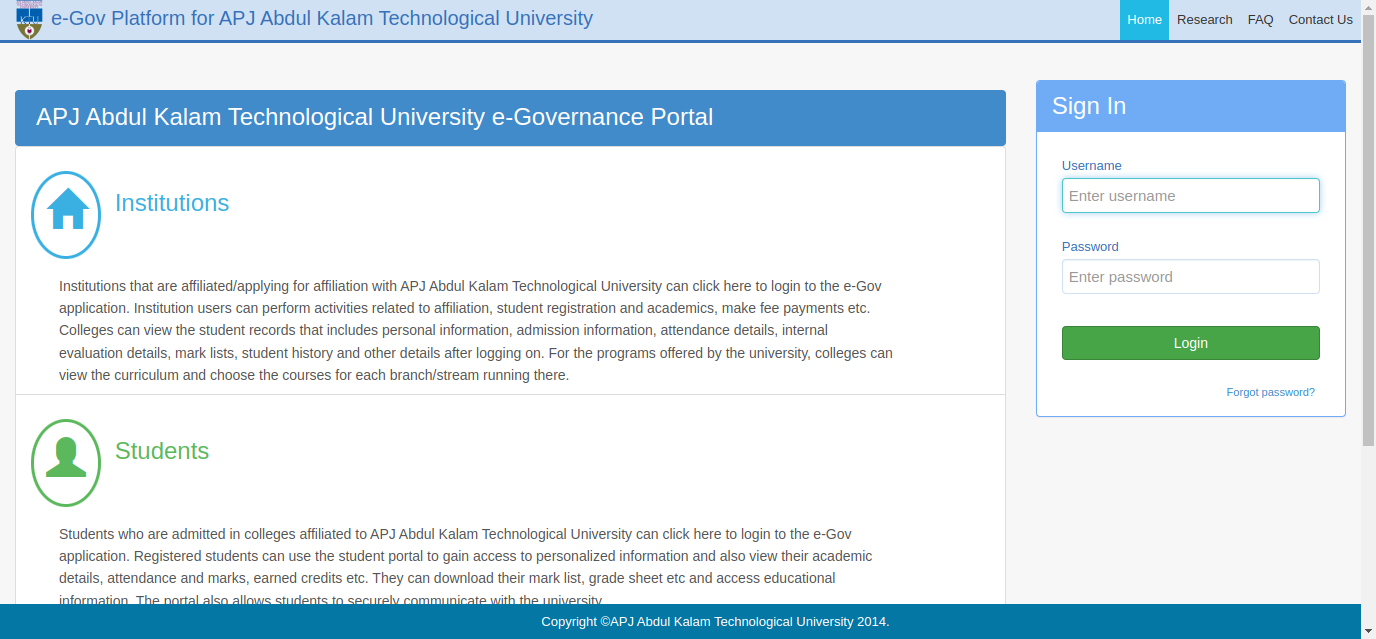 e-Gov Platform for APJ Abdul Kalam Technological University
Home Research FAQ Contact Us
APJ Abdul Kalam Technological University e-Governance Portal
Institutions
Institutions that are affiliated/applying for affiliation with APJ Abdul Kalam Technological University can click here to login to the e-Gov
application. Institution users can perform activities related to affiliation, student registration and academics, make fee payments etc.
Colleges can view the student records that includes personal information, admission information, attendance details, internal
evaluation details, mark lists, student history and other details after logging on. For the programs offered by the university, colleges can
view the curriculum and choose the courses for each branch/stream running there.
Students
Students who are admitted in colleges affiliated to APJ Abdul Kalam Technological University can click here to login to the e-Gov
application. Registered students can use the student portal to gain access to personalized information and also view their academic
details, attendance and marks, earned credits etc. They can download their mark list, grade sheet etc and access educational
information. The portal also allows students to securely communicate with the university.
Sign In
Username
Enter username
Password
Enter password
Login
Forgot password?
Copyright ©APJ Abdul Kalam Technological University 2014.